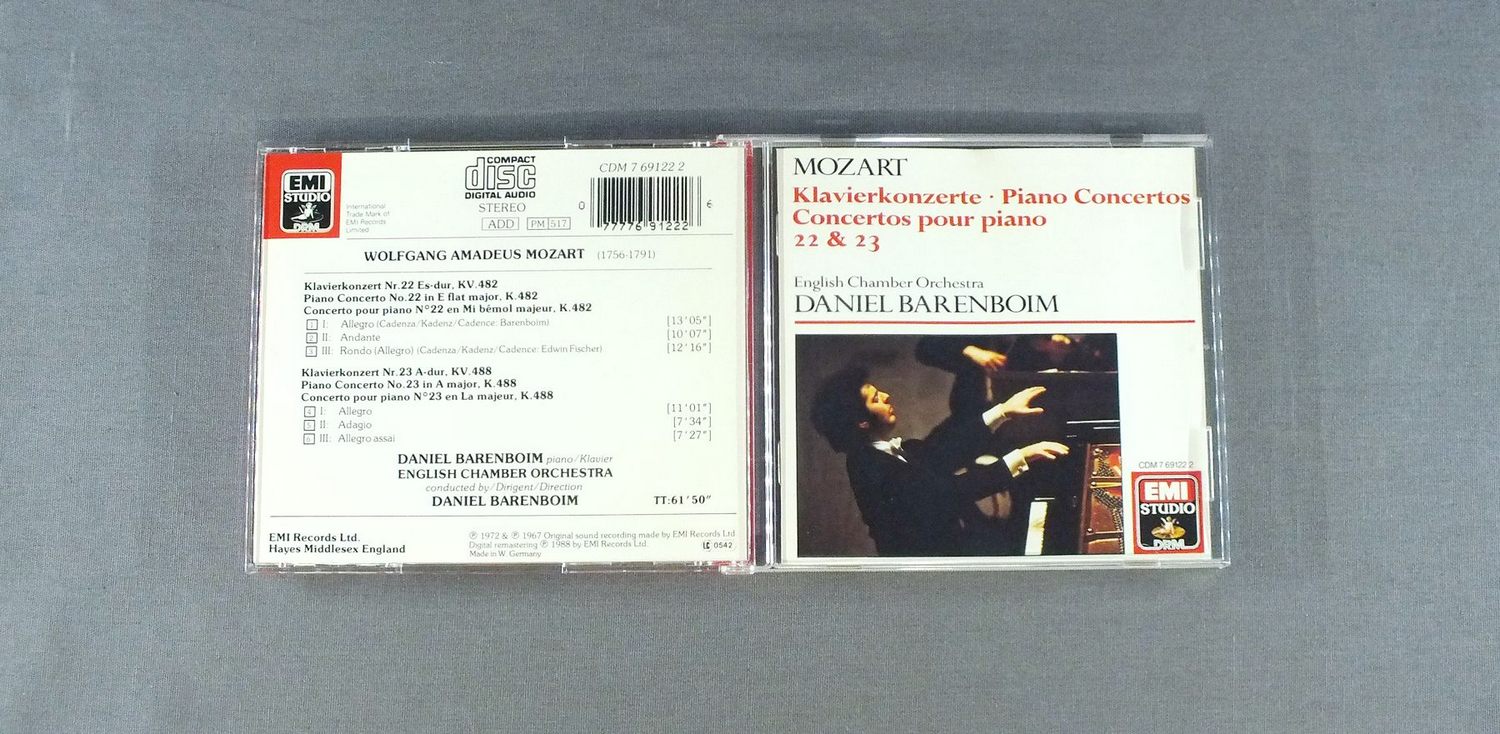 EMI
STUDIO
DRM
International
Trade Mark of
EMI Records
Limited
COMPACT
disc
DIGITAL AUDIO
STEREO
ADD PM 517
CDM 7 69122 2
0 77776 91222 6
WOLFGANG AMADEUS MOZART (1756-1791)
Klavierkonzert Nr.22 Es-dur, KV.482
Piano Concerto No.22 in E flat major, K.482
Concerto pour piano N°22 en Mi bémol majeur, K.482
1 I: Allegro (Cadenza/Kadenz/Cadence: Barenboim) [13'05"]
2 II: Andante [10'07"]
3 III: Rondo (Allegro) (Cadenza/Kadenz/Cadence: Edwin Fischer) [12'16"]
Klavierkonzert Nr.23 A-dur, KV.488
Piano Concerto No.23 in A major, K.488
Concerto pour piano N°23 en La majeur, K.488
4 I: Allegro [11'01"]
5 II: Adagio [7'34"]
6 III: Allegro assai [7'27"]
DANIEL BARENBOIM piano/Klavier
ENGLISH CHAMBER ORCHESTRA
conducted by/Dirigent/Direction
DANIEL BARENBOIM TT:61'50"
EMI Records Ltd.
Hayes Middlesex England
℗ 1972 & ℗ 1967 Original sound recording made by EMI Records Ltd
Digital remastering ℗ 1988 by EMI Records Ltd.
Made in W. Germany
LC 0542
MOZART
Klavierkonzerte · Piano Concertos
Concertos pour piano
22 & 23
English Chamber Orchestra
DANIEL BARENBOIM
CDM 7 69122 2
EMI
STUDIO
DRM